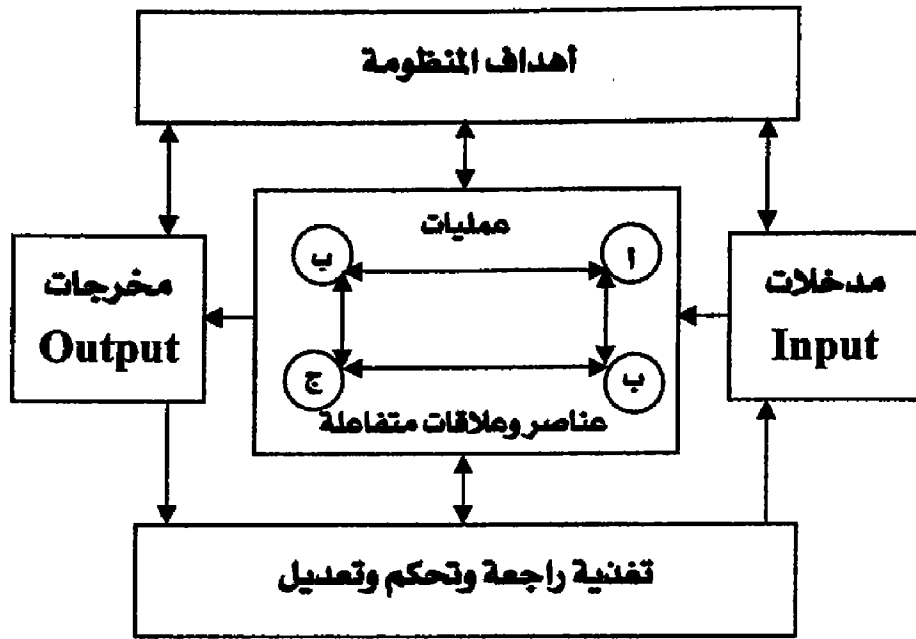 أهداف المنظومة
مدخلات
Input
عمليات
أ
ب
ب
ج
عناصر وعلاقات متفاعلة
مخرجات
Output
تغذية راجعة وتحكم وتعديل